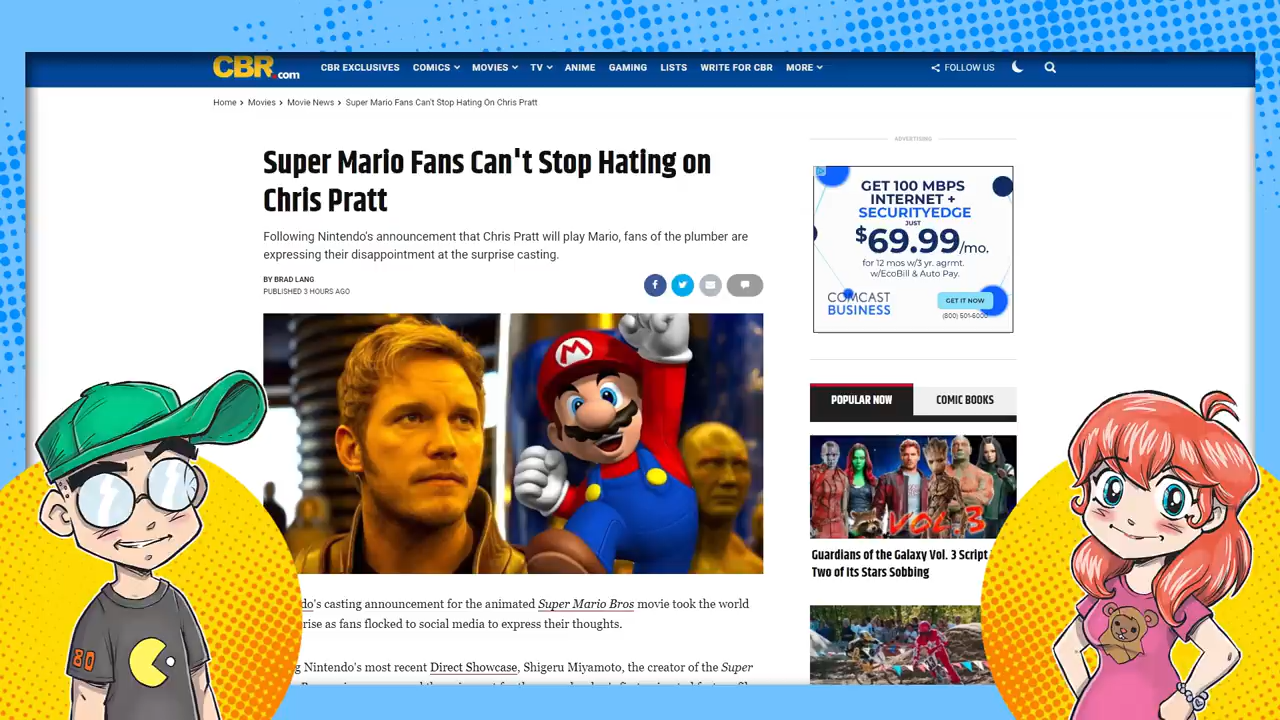 CBR.com
CBR EXCLUSIVES COMICS MOVIES TV ANIME GAMING LISTS WRITE FOR CBR MORE FOLLOW US
Home > Movies > Movie News > Super Mario Fans Can't Stop Hating On Chris Pratt
Super Mario Fans Can't Stop Hating on
Chris Pratt
Following Nintendo's announcement that Chris Pratt will play Mario, fans of the plumber are
expressing their disappointment at the surprise casting.
BY BRAD LANG
PUBLISHED 3 HOURS AGO
M
do's casting announcement for the animated Super Mario Bros movie took the world
rise as fans flocked to social media to express their thoughts.
g Nintendo's most recent Direct Showcase, Shigeru Miyamoto, the creator of the Super
ADVERTISING
GET 100 MBPS
INTERNET +
SECURITYEDGE
JUST
$69.99/mo.
for 12 mos w/3 yr. agrmt.
w/EcoBill & Auto Pay.
COMCAST
BUSINESS
GET IT NOW
(800) 501-6000
POPULAR NOW COMIC BOOKS
VOL. 3
Guardians of the Galaxy Vol. 3 Script
Two of Its Stars Sobbing
80